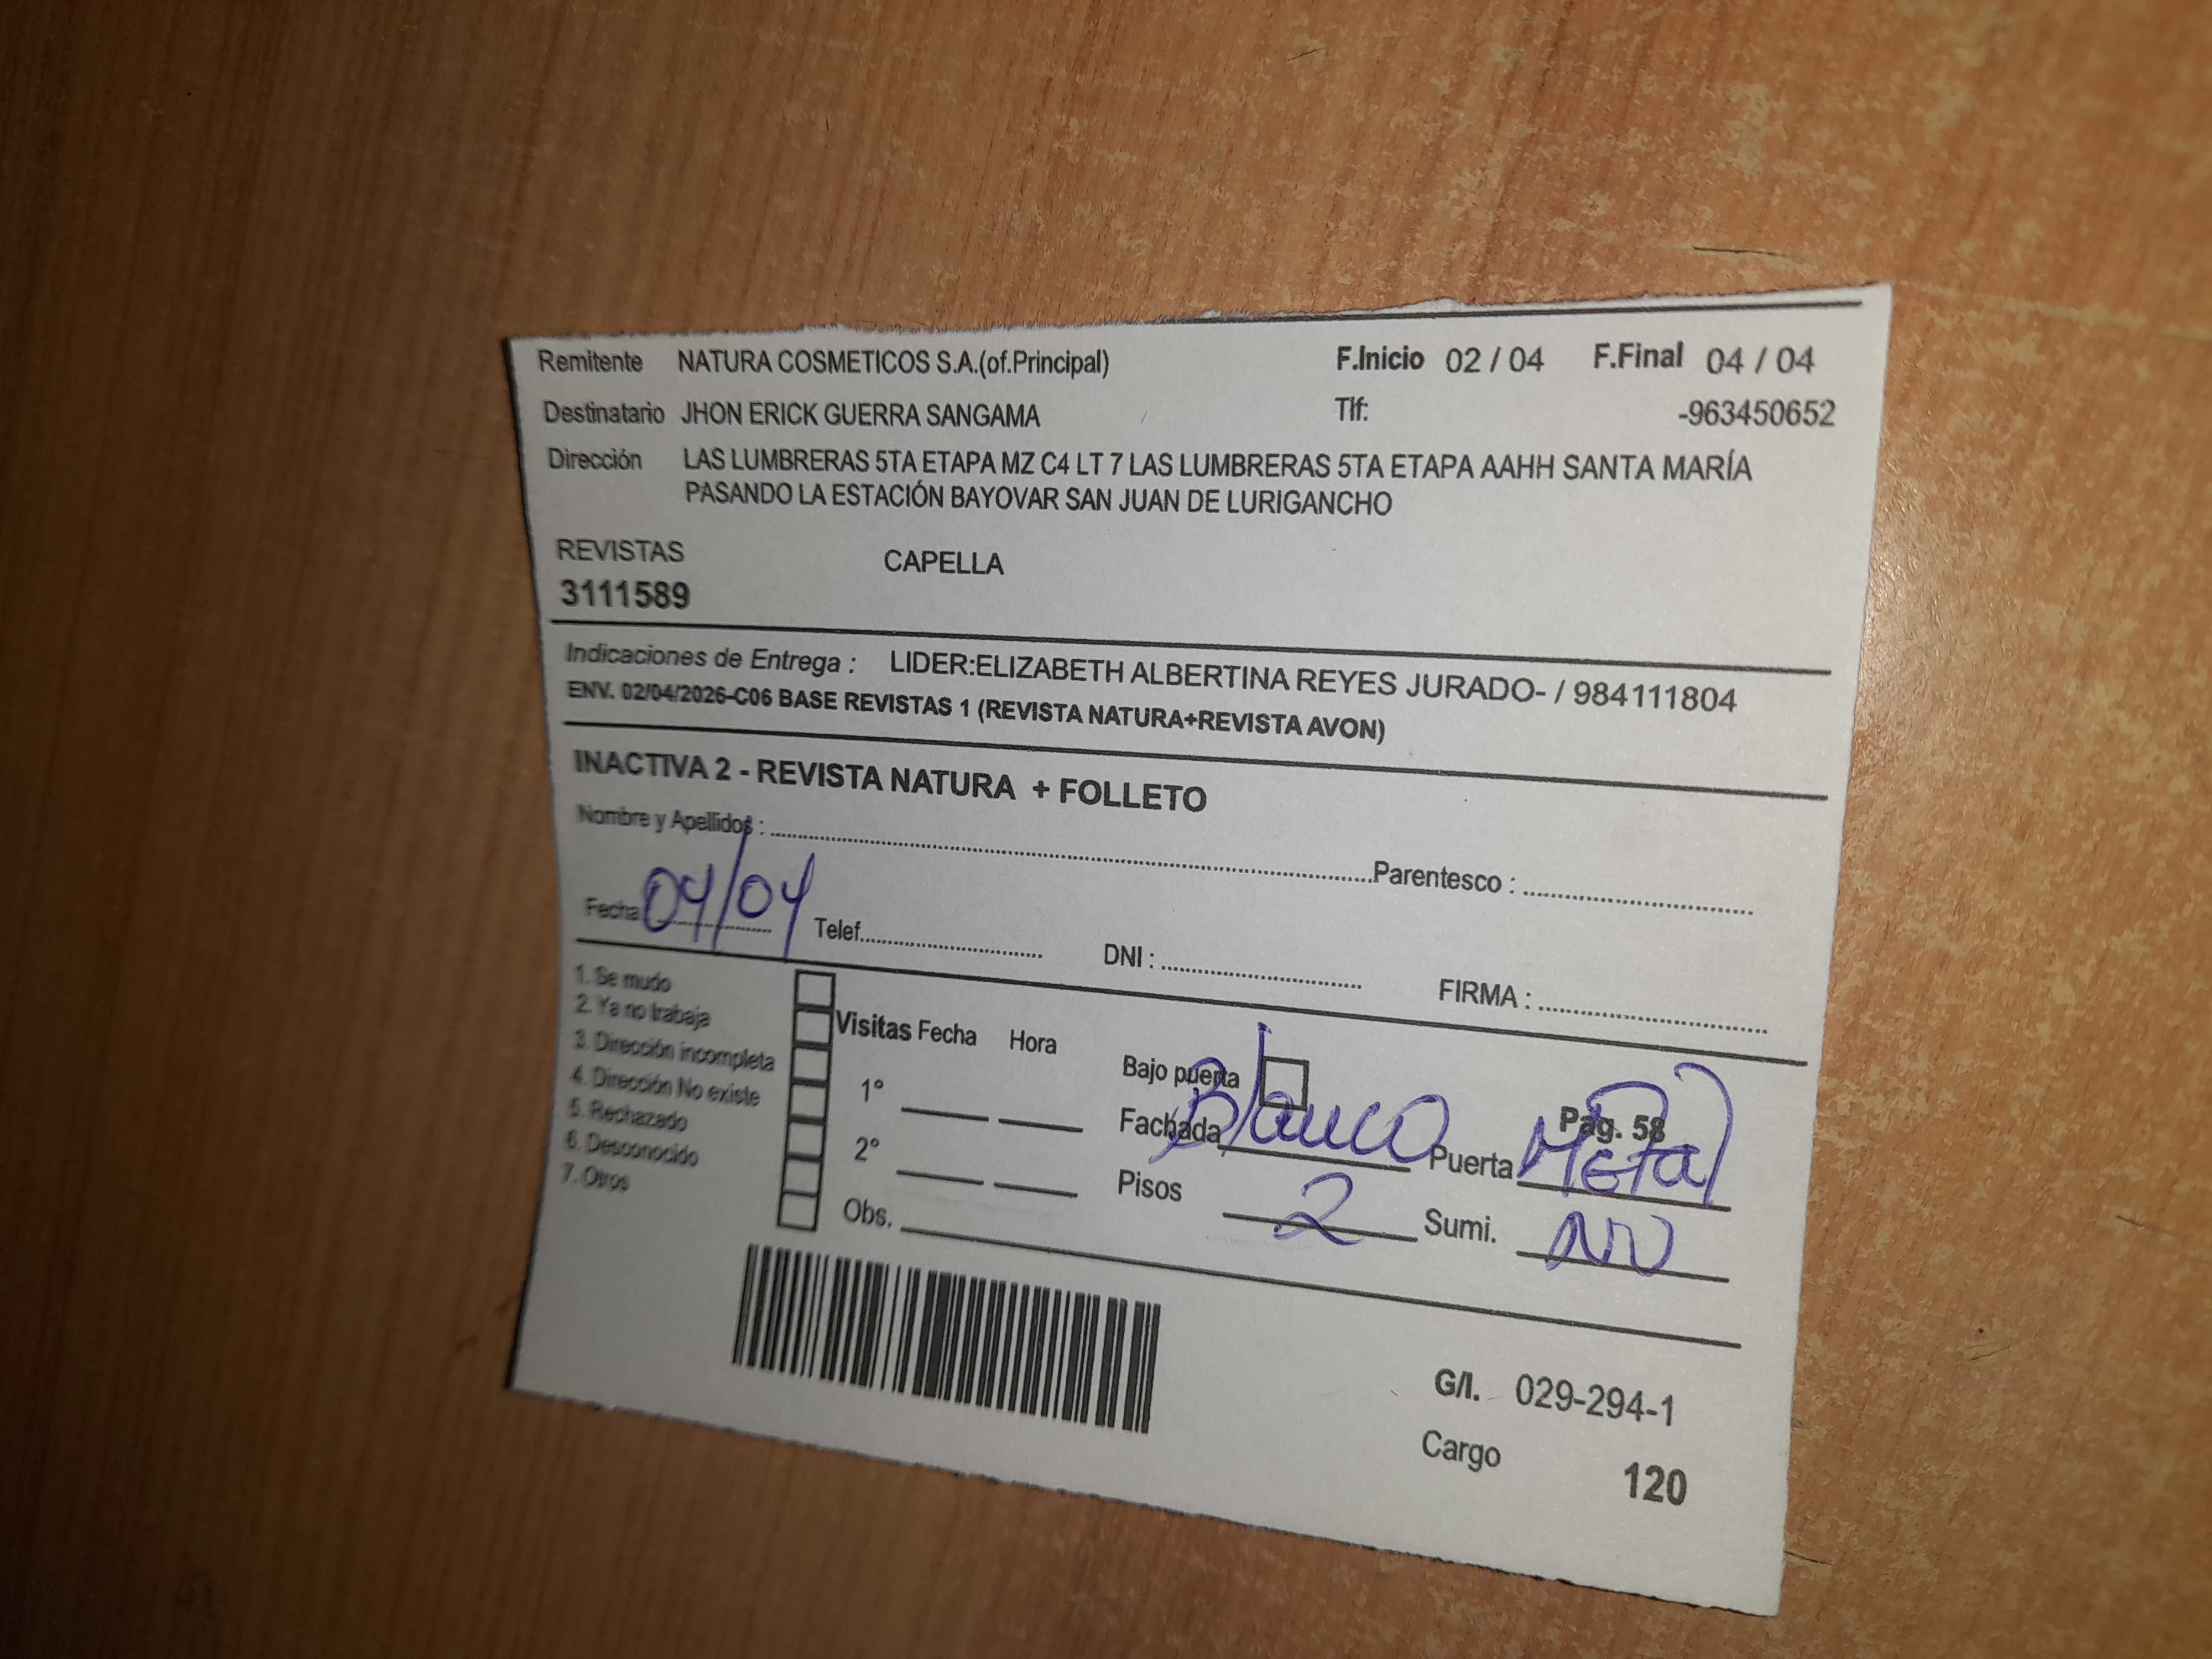 Remitente NATURA COSMETICOS S.A.(of.Principal) F.Inicio 02 / 04 F.Final 04 / 04
Destinatario JHON ERICK GUERRA SANGAMA Tlf: -963450652
Dirección LAS LUMBRERAS 5TA ETAPA MZ C4 LT 7 LAS LUMBRERAS 5TA ETAPA AAHH SANTA MARÍA
PASANDO LA ESTACIÓN BAYOVAR SAN JUAN DE LURIGANCHO
REVISTAS CAPELLA
3111589
Indicaciones de Entrega : LIDER:ELIZABETH ALBERTINA REYES JURADO- / 984111804
ENV. 02/04/2026-C06 BASE REVISTAS 1 (REVISTA NATURA+REVISTA AVON)
INACTIVA 2 - REVISTA NATURA + FOLLETO
Nombre y Apellidos : Parentesco :
Fecha 04/04 Telef. DNI : FIRMA :
1. Se mudo
2. Ya no trabaja
3. Dirección incompleta
4. Dirección No existe
5. Rechazado
6. Desconocido
7. Otros
Visitas Fecha Hora
1°
2°
Obs.
Bajo puerta Pág. 58
Fachada Blanco Puerta Metal
Pisos 2 Sumi. NO
G/I. 029-294-1
Cargo 120